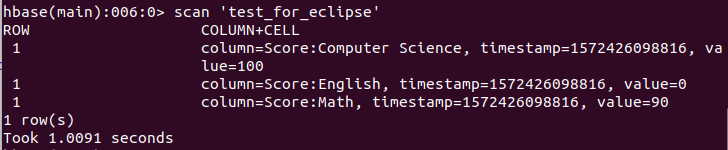 hbase(main):006:0> scan 'test_for_eclipse'
ROW                   COLUMN+CELL
 1                    column=Score:Computer Science, timestamp=1572426098816, va
                      lue=100
 1                    column=Score:English, timestamp=1572426098816, value=0
 1                    column=Score:Math, timestamp=1572426098816, value=90
1 row(s)
Took 1.0091 seconds